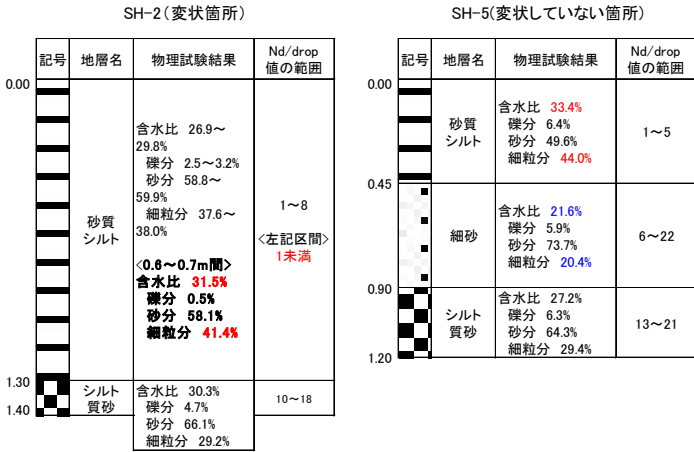 SH-2(変状箇所)
記号 地層名 物理試験結果 Nd/drop
値の範囲
0.00
砂質
シルト
含水比 26.9～
29.8%
礫分 2.5～3.2%
砂分 58.8～
59.9%
細粒分 37.6～
38.0%
<0.6～0.7m間>
含水比 31.5%
礫分 0.5%
砂分 58.1%
細粒分 41.4%
1～8
<左記区間>
1未満
1.30
シルト
質砂
含水比 30.3%
礫分 4.7%
砂分 66.1%
細粒分 29.2%
10～18
1.40
SH-5(変状していない箇所)
記号 地層名 物理試験結果 Nd/drop
値の範囲
0.00
砂質
シルト
含水比 33.4%
礫分 6.4%
砂分 49.6%
細粒分 44.0%
1～5
0.45
細砂
含水比 21.6%
礫分 5.9%
砂分 73.7%
細粒分 20.4%
6～22
0.90
シルト
質砂
含水比 27.2%
礫分 6.3%
砂分 64.3%
細粒分 29.4%
13～21
1.20